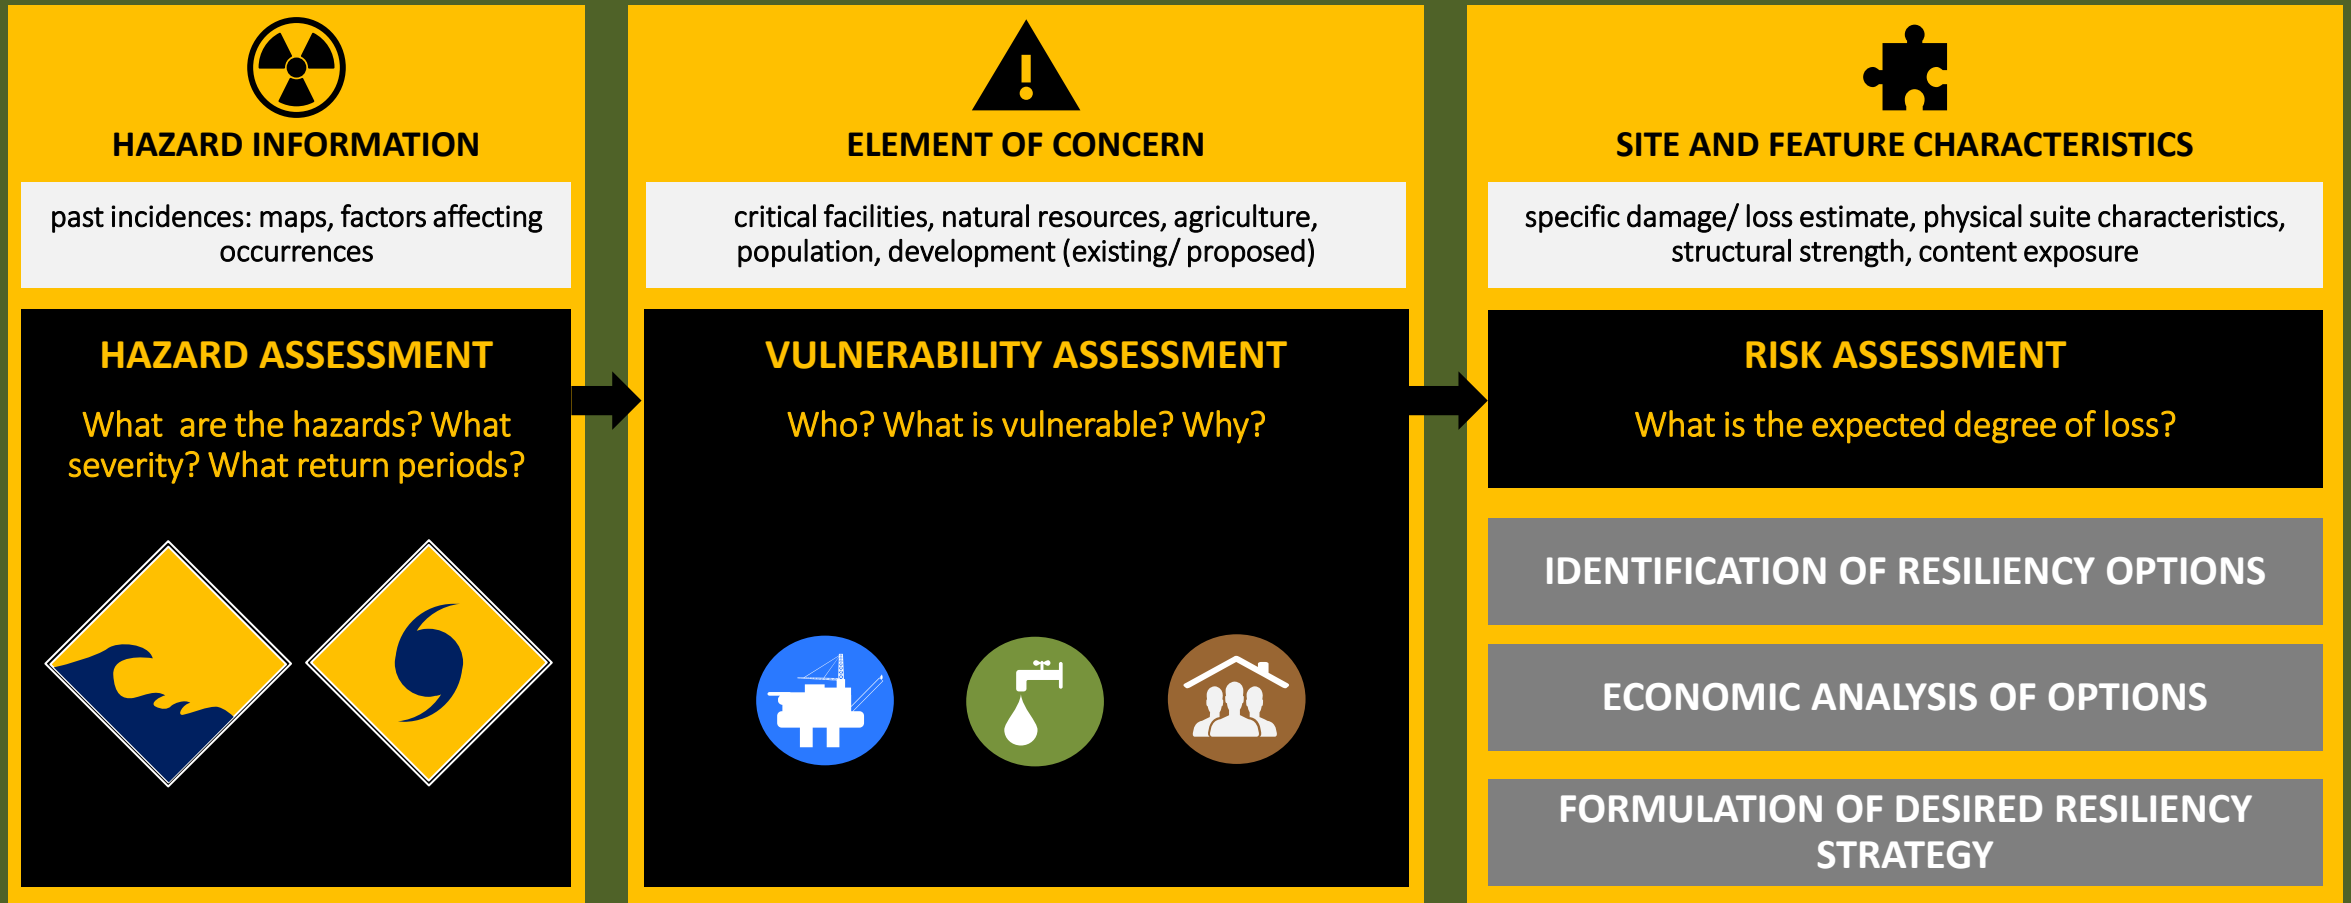 HAZARD INFORMATION
past incidences: maps, factors affecting
occurrences
HAZARD ASSESSMENT
What are the hazards? What
severity? What return periods?
ELEMENT OF CONCERN
critical facilities, natural resources, agriculture,
population, development (existing/ proposed)
VULNERABILITY ASSESSMENT
Who? What is vulnerable? Why?
SITE AND FEATURE CHARACTERISTICS
specific damage/ loss estimate, physical suite characteristics,
structural strength, content exposure
RISK ASSESSMENT
What is the expected degree of loss?
IDENTIFICATION OF RESILIENCY OPTIONS
ECONOMIC ANALYSIS OF OPTIONS
FORMULATION OF DESIRED RESILIENCY
STRATEGY